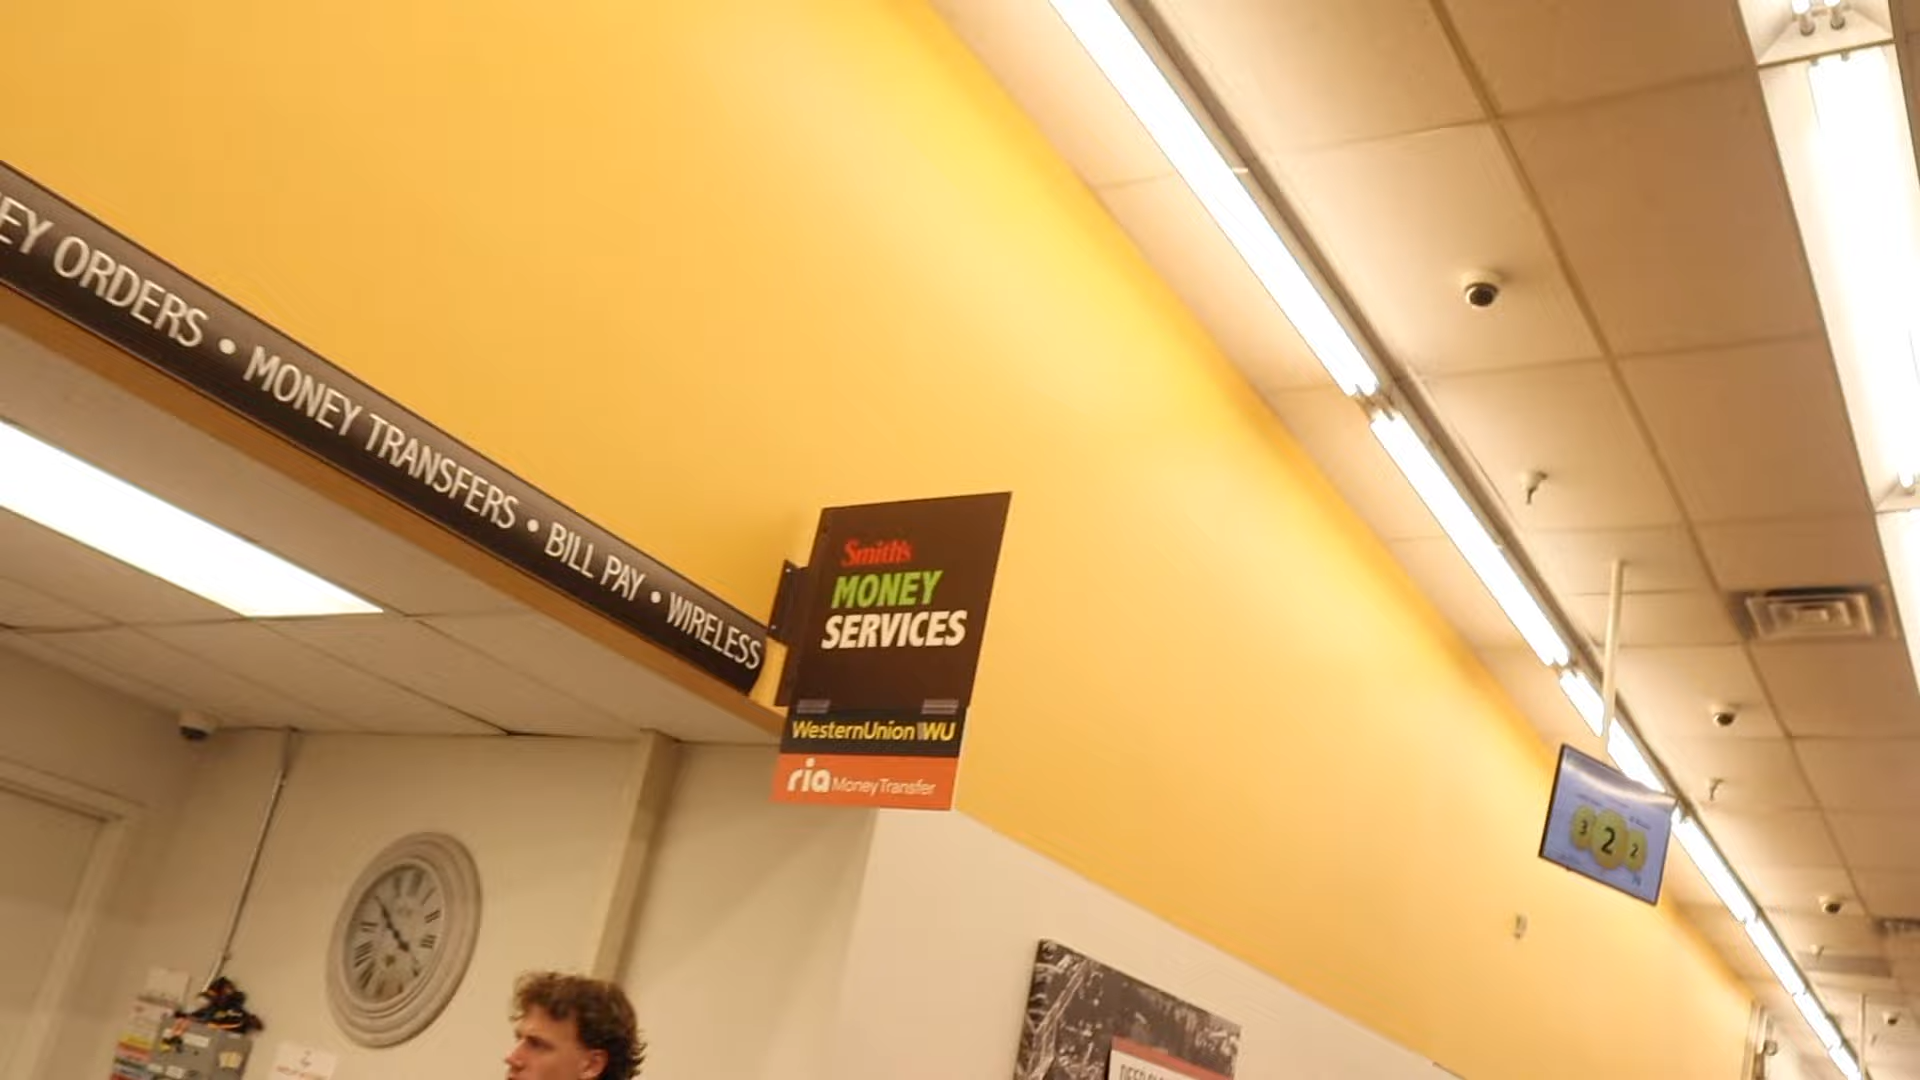 EY ORDERS • MONEY TRANSFERS • BILL PAY • WIRELESS
Smith's
MONEY
SERVICES
WesternUnion WU
ria Money Transfer
3 2 2